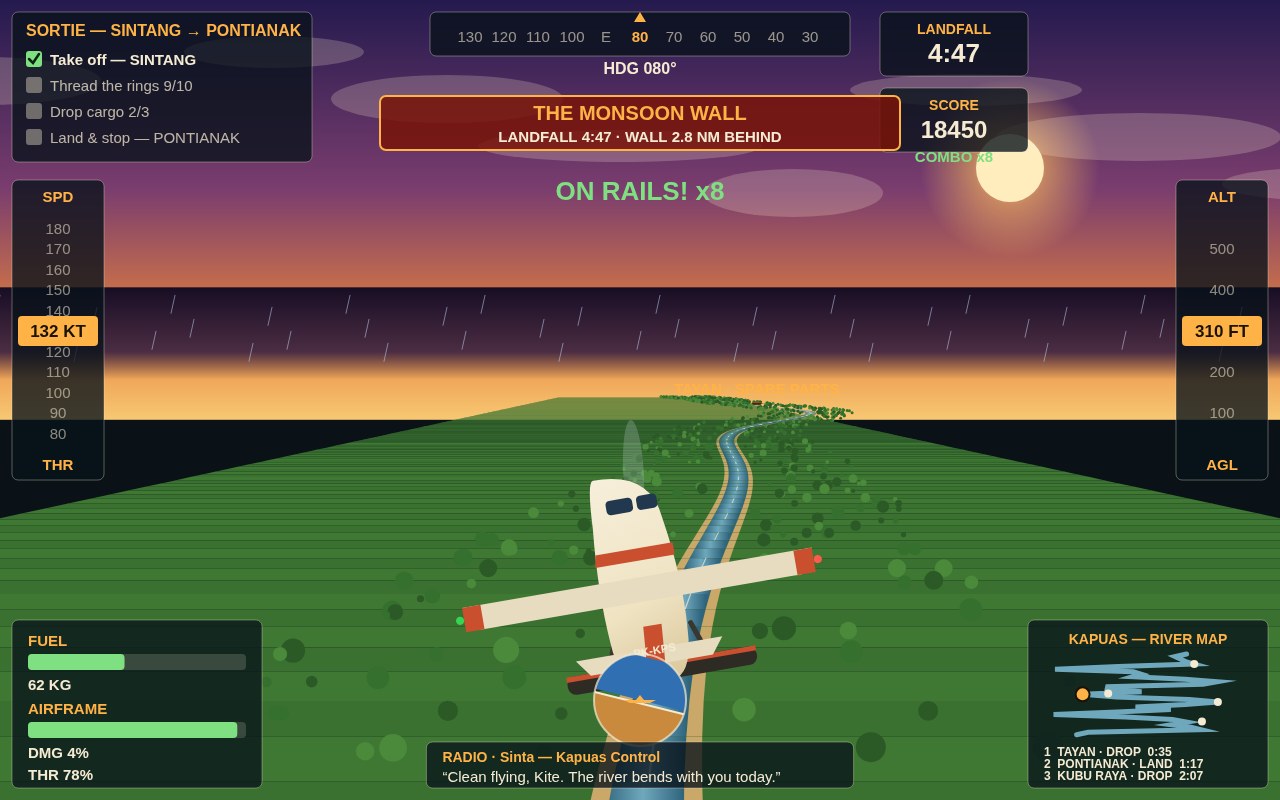 SORTIE — SINTANG → PONTIANAK
Take off — SINTANG
Thread the rings 9/10
Drop cargo 2/3
Land & stop — PONTIANAK
130 120 110 100 E 80 70 60 50 40 30
HDG 080°
LANDFALL
4:47
THE MONSOON WALL
LANDFALL 4:47 · WALL 2.8 NM BEHIND
SCORE
18450
COMBO x8
ON RAILS! x8
SPD
180
170
160
150
140
132 KT
120
110
100
90
80
THR
ALT
500
400
310 FT
200
100
AGL
TAYAN · SPARE PARTS
PK-KPS
FUEL
62 KG
AIRFRAME
DMG 4%
THR 78%
RADIO · Sinta — Kapuas Control
“Clean flying, Kite. The river bends with you today.”
KAPUAS — RIVER MAP
1 TAYAN · DROP 0:35
2 PONTIANAK · LAND 1:17
3 KUBU RAYA · DROP 2:07